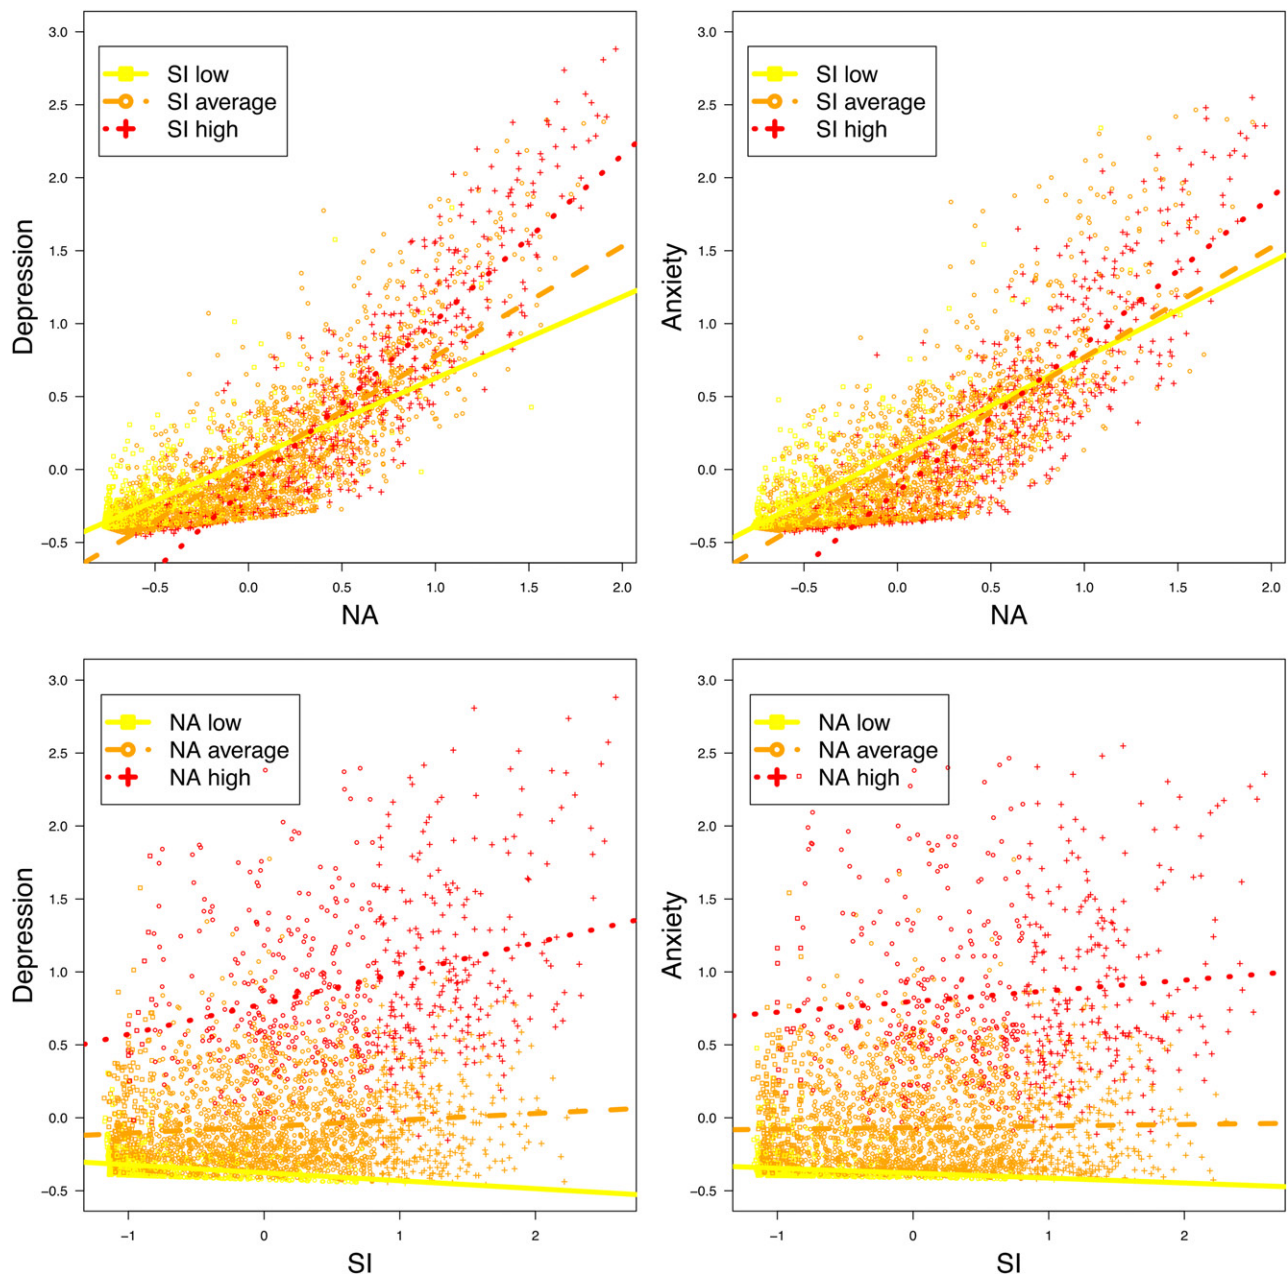 3.0
2.5
2.0
1.5
1.0
0.5
0.0
−0.5
Depression
SI low
SI average
SI high
−0.5 0.0 0.5 1.0 1.5 2.0
NA
3.0
2.5
2.0
1.5
1.0
0.5
0.0
−0.5
Anxiety
SI low
SI average
SI high
−0.5 0.0 0.5 1.0 1.5 2.0
NA
3.0
2.5
2.0
1.5
1.0
0.5
0.0
−0.5
Depression
NA low
NA average
NA high
−1 0 1 2
SI
3.0
2.5
2.0
1.5
1.0
0.5
0.0
−0.5
Anxiety
NA low
NA average
NA high
−1 0 1 2
SI